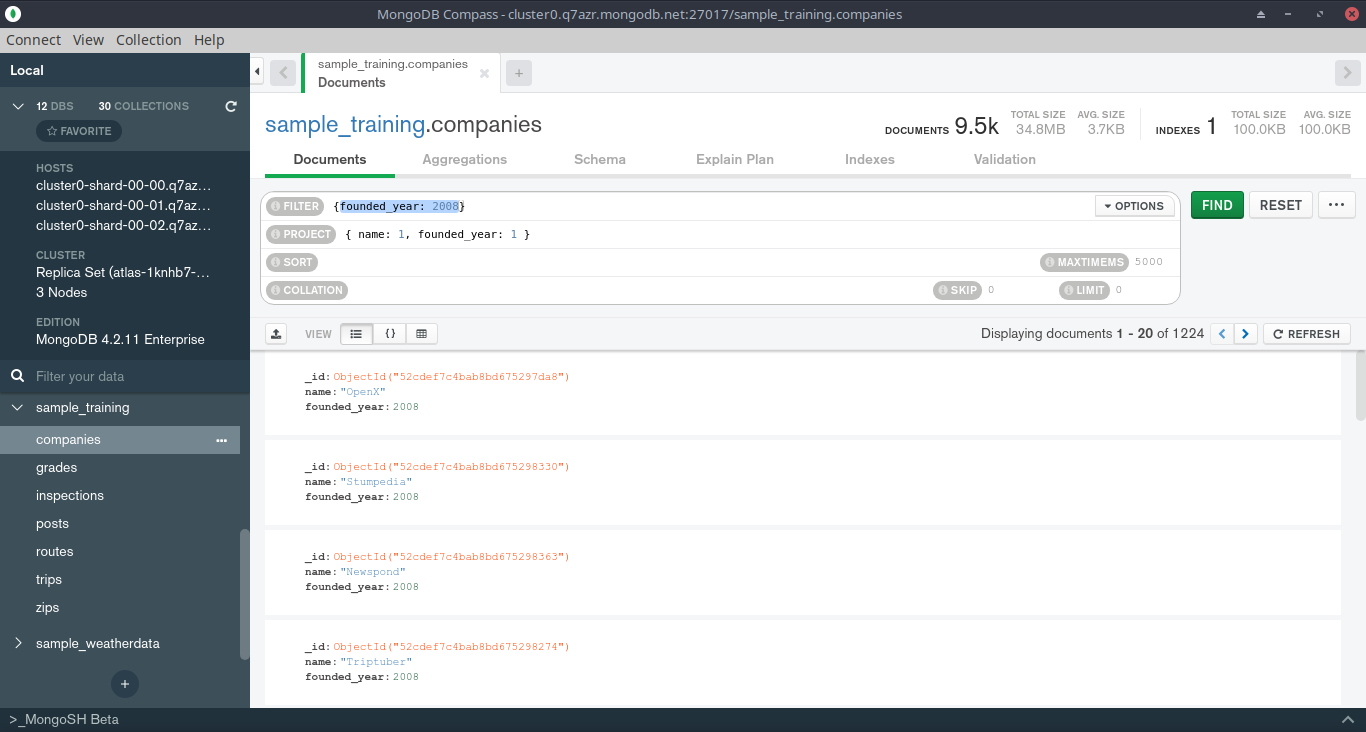 MongoDB Compass - cluster0.q7azr.mongodb.net:27017/sample_training.companies
Connect View Collection Help
Local
12 DBS 30 COLLECTIONS
FAVORITE
HOSTS
cluster0-shard-00-00.q7az...
cluster0-shard-00-01.q7az...
cluster0-shard-00-02.q7az...
CLUSTER
Replica Set (atlas-1knhb7-...
3 Nodes
EDITION
MongoDB 4.2.11 Enterprise
Filter your data
sample_training
companies
grades
inspections
posts
routes
trips
zips
sample_weatherdata
+
sample_training.companies
Documents
+
sample_training.companies
DOCUMENTS 9.5k TOTAL SIZE 34.8MB AVG. SIZE 3.7KB INDEXES 1 TOTAL SIZE 100.0KB AVG. SIZE 100.0KB
Documents Aggregations Schema Explain Plan Indexes Validation
FILTER {founded_year: 2008} OPTIONS FIND RESET ...
PROJECT { name: 1, founded_year: 1 }
SORT MAXTIMEMS 5000
COLLATION SKIP 0 LIMIT 0
VIEW {} Displaying documents 1 - 20 of 1224 < > REFRESH
_id: ObjectId("52cdef7c4bab8bd675297da8")
name: "OpenX"
founded_year: 2008
_id: ObjectId("52cdef7c4bab8bd675298330")
name: "Stumpedia"
founded_year: 2008
_id: ObjectId("52cdef7c4bab8bd675298363")
name: "Newspond"
founded_year: 2008
_id: ObjectId("52cdef7c4bab8bd675298274")
name: "Triptuber"
founded_year: 2008
>_MongoSH Beta